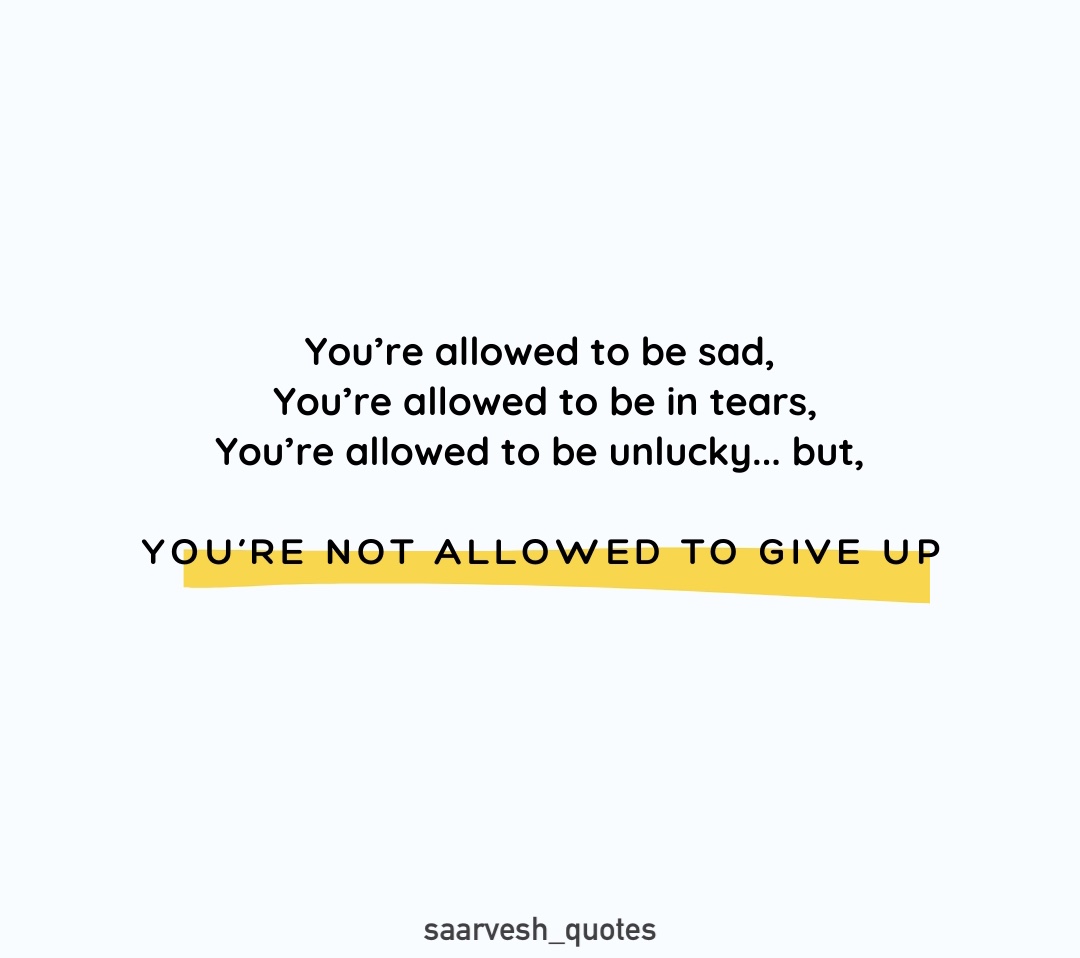 You’re allowed to be sad,
You’re allowed to be in tears,
You’re allowed to be unlucky... but,
YOU'RE NOT ALLOWED TO GIVE UP
saarvesh_quotes